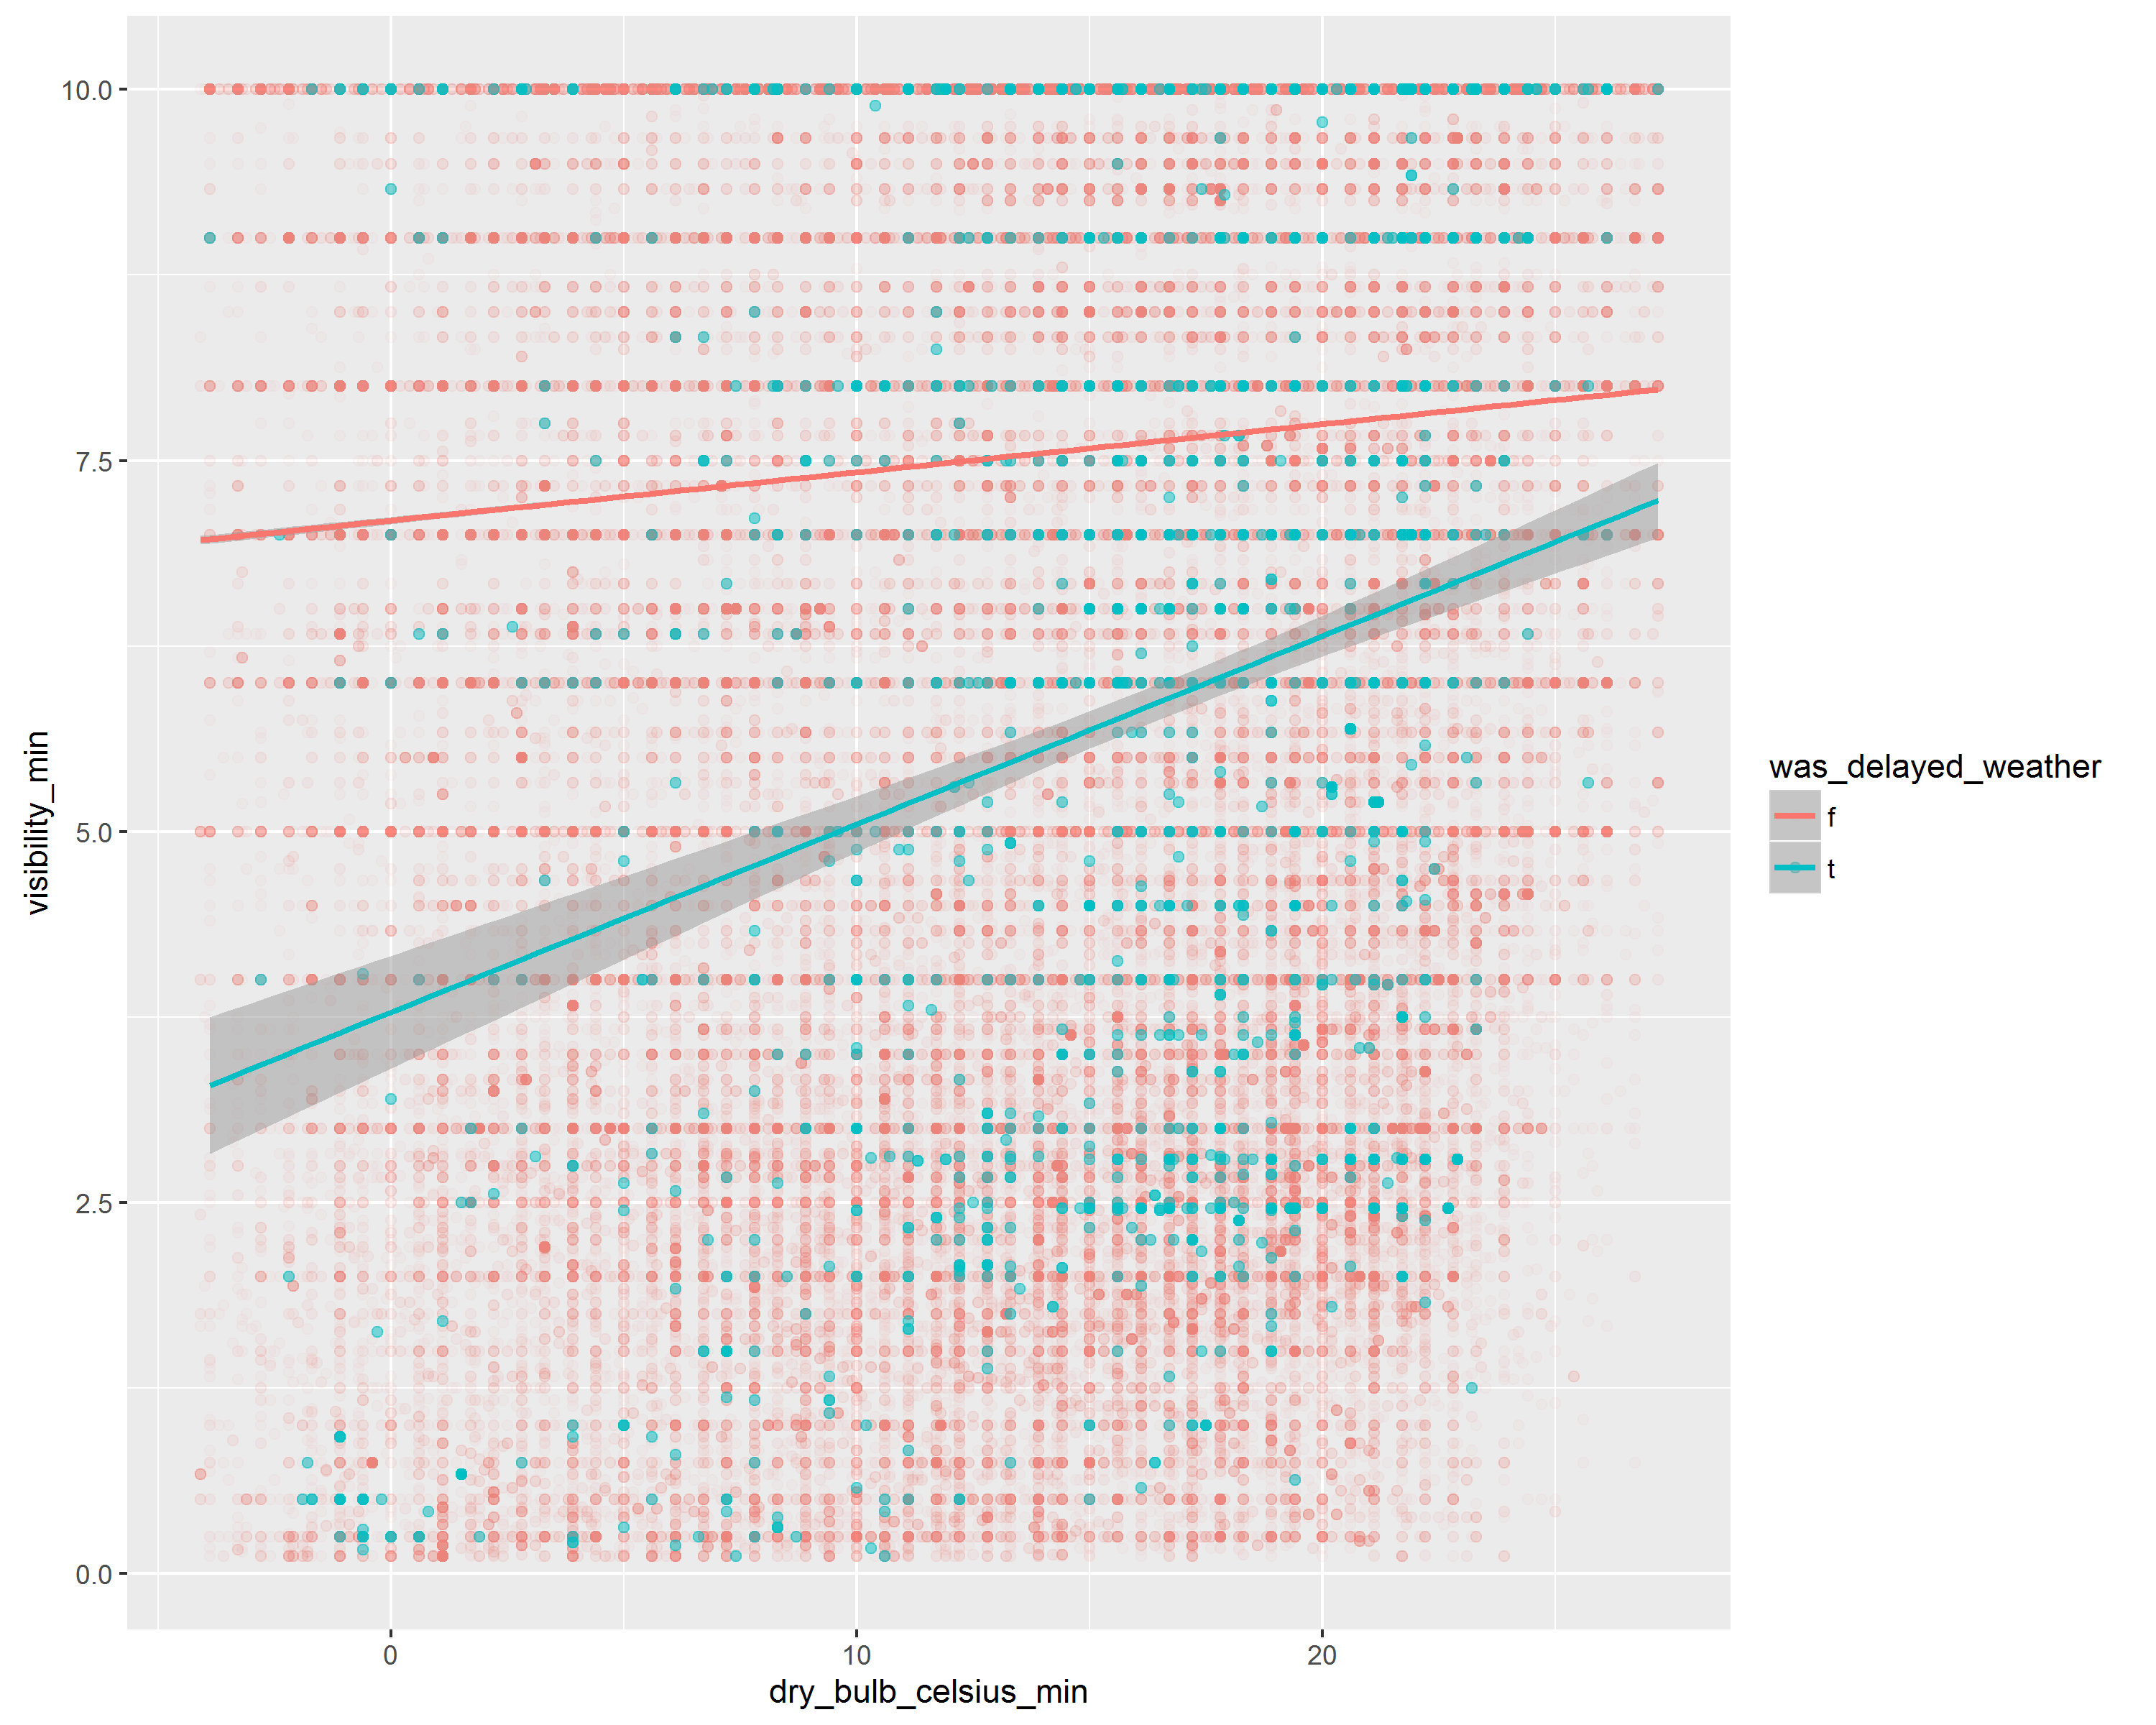 10.0
7.5
5.0
2.5
0.0
visibility_min
0 10 20
dry_bulb_celsius_min
was_delayed_weather
f
t